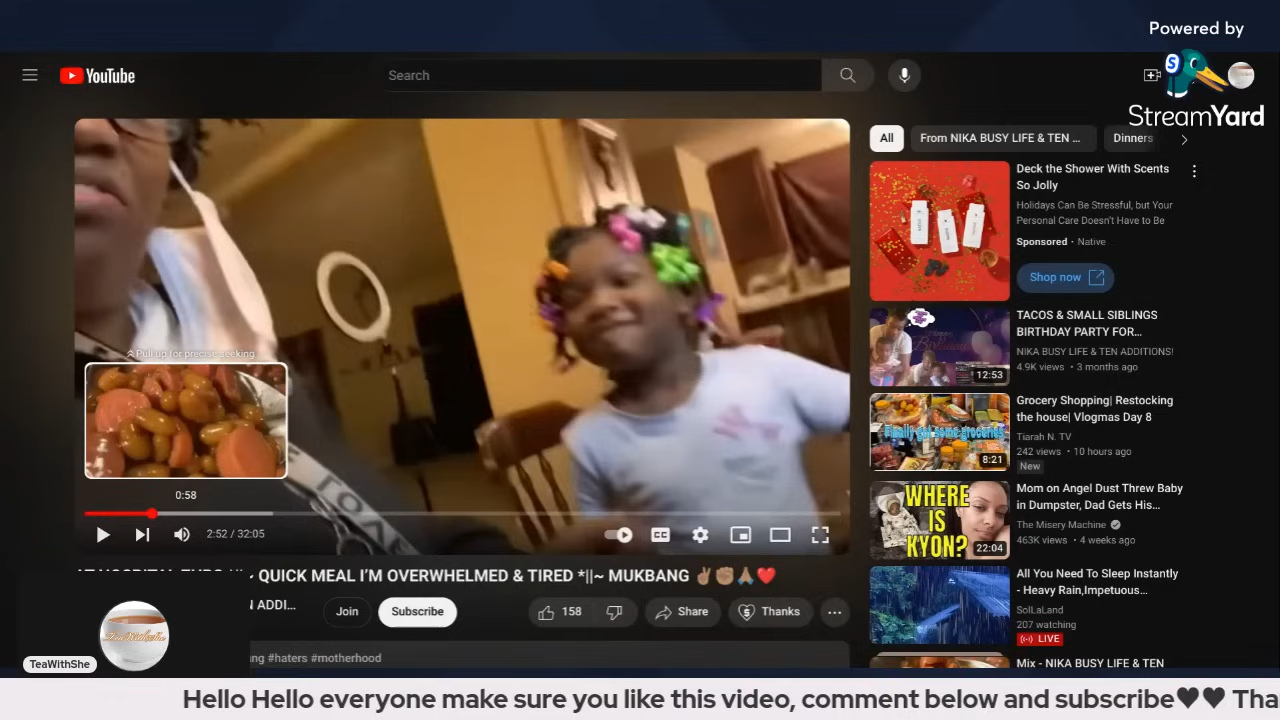 Powered by
StreamYard
YouTube
Search
All
From NIKA BUSY LIFE & TEN ...
Dinners
Deck the Shower With Scents
So Jolly
Holidays Can Be Stressful, but Your
Personal Care Doesn't Have to Be
Sponsored · Native
Shop now
TACOS & SMALL SIBLINGS
BIRTHDAY PARTY FOR...
NIKA BUSY LIFE & TEN ADDITIONS!
4.9K views • 3 months ago
12:53
Grocery Shopping| Restocking
the house| Vlogmas Day 8
Tiarah N. TV
242 views • 10 hours ago
New
Finally got some groceries
8:21
WHERE
IS
KYON?
22:04
Mom on Angel Dust Threw Baby
in Dumpster, Dad Gets His...
The Misery Machine
463K views • 4 weeks ago
All You Need To Sleep Instantly
- Heavy Rain,Impetuous...
SolLaLand
207 watching
LIVE
Mix - NIKA BUSY LIFE & TEN
Pull up for precise seeking
0:58
2:52 / 32:05
CC
QUICK MEAL I'M OVERWHELMED & TIRED *||~ MUKBANG ✌🏽✊🏽🙏🏽❤️
N ADDI...
Join
Subscribe
158
Share
Thanks
ng #haters #motherhood
TeaWithShe
TeaWithShe
Hello Hello everyone make sure you like this video, comment below and subscribe♥♥ Tha